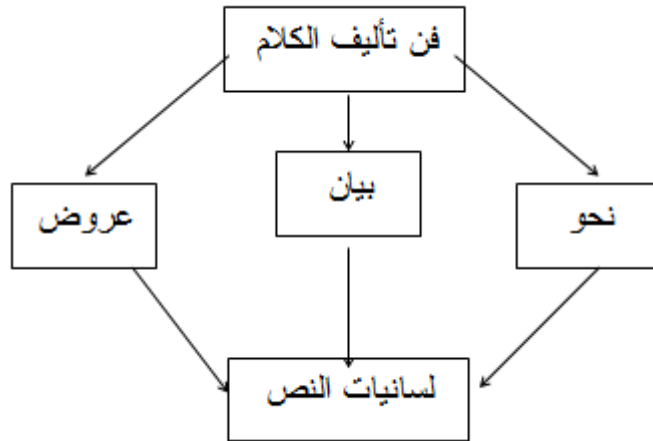 فن تأليف الكلام
نحو
بيان
عروض
لسانيات النص